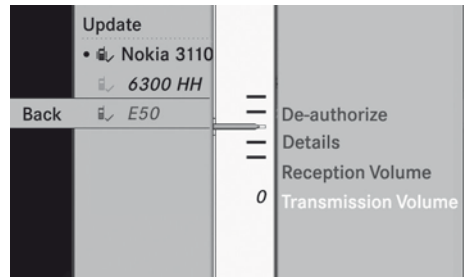 Update
• Nokia 3110
6300 HH
Back
E50
De-authorize
Details
Reception Volume
0
Transmission Volume